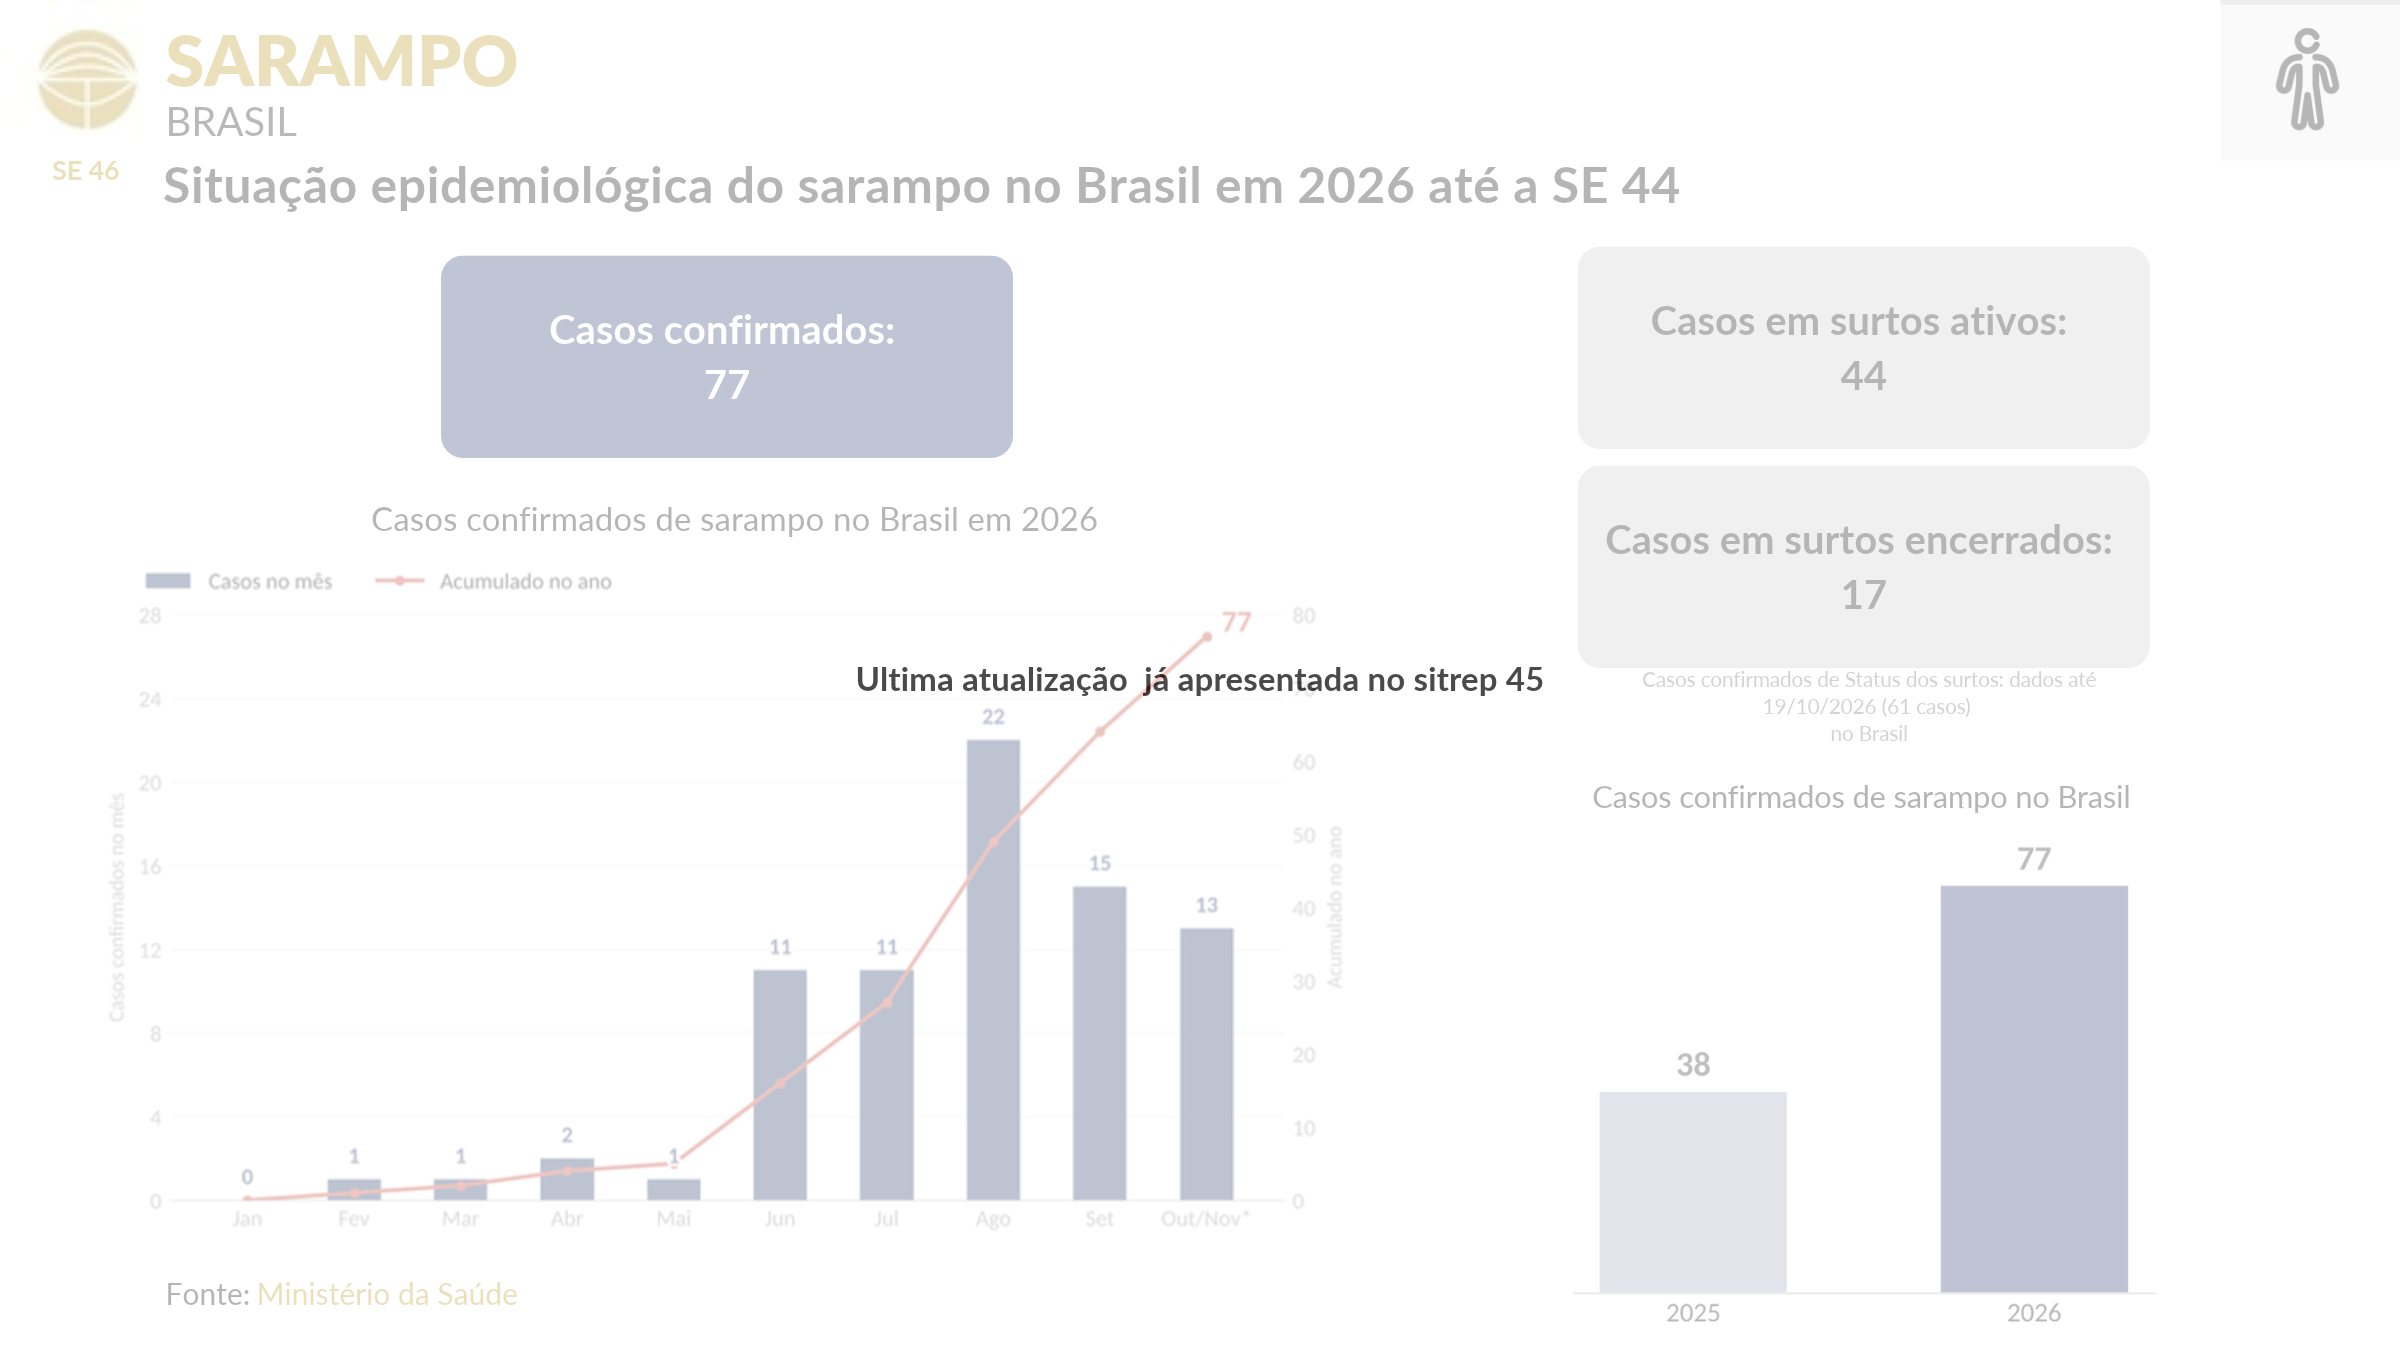 SARAMPO
BRASIL
SE 46
Situação epidemiológica do sarampo no Brasil em 2026 até a SE 44
Casos confirmados:
77
Casos em surtos ativos:
44
Casos em surtos encerrados:
17
Casos confirmados de Status dos surtos: dados até
19/10/2026 (61 casos)
no Brasil
Casos confirmados de sarampo no Brasil em 2026
Casos no mês
Acumulado no ano
Ultima atualização  já apresentada no sitrep 45
Casos confirmados no mês
28
24
20
16
12
8
4
0
0
1
1
2
1
11
11
22
15
13
77
80
60
50
40
30
20
10
0
Acumulado no ano
Jan
Fev
Mar
Abr
Mai
Jun
Jul
Ago
Set
Out/Nov*
Casos confirmados de sarampo no Brasil
38
77
2025
2026
Fonte: Ministério da Saúde